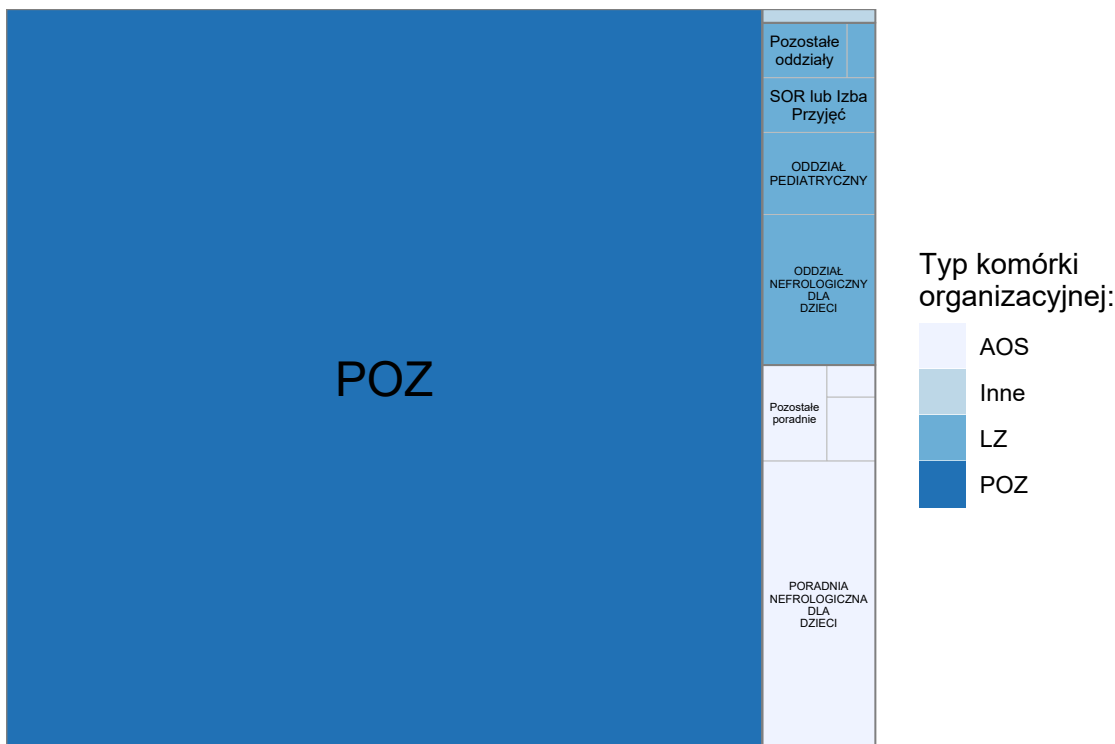 POZ
Pozostałe
oddziały
SOR lub Izba
Przyjęć
ODDZIAŁ
PEDIATRYCZNY
ODDZIAŁ
NEFROLOGICZNY
DLA
DZIECI
Pozostałe
poradnie
PORADNIA
NEFROLOGICZNA
DLA
DZIECI
Typ komórki
organizacyjnej:
AOS
Inne
LZ
POZ